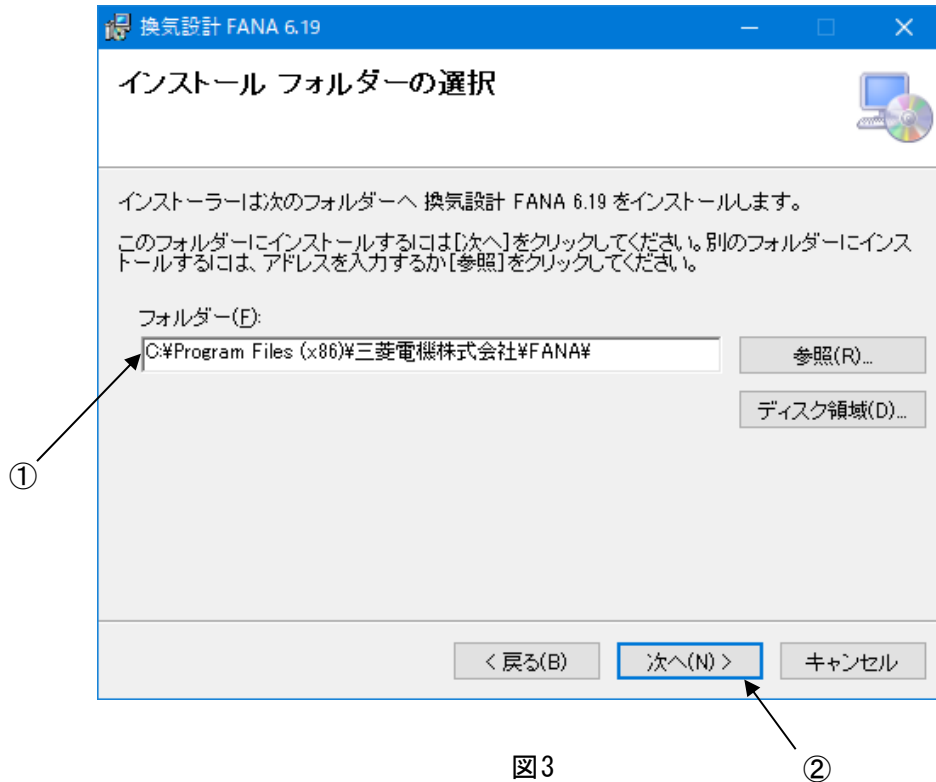 換気設計 FANA 6.19
インストール フォルダーの選択
インストーラーは次のフォルダーへ 換気設計 FANA 6.19 をインストールします。
このフォルダーにインストールするには[次へ]をクリックしてください。別のフォルダーにインス
トールするには、アドレスを入力するか[参照]をクリックしてください。
フォルダー(F):
C:¥Program Files (x86)¥三菱電機株式会社¥FANA¥
参照(R)...
ディスク領域(D)...
①
< 戻る(B)
次へ(N) >
キャンセル
図3
②